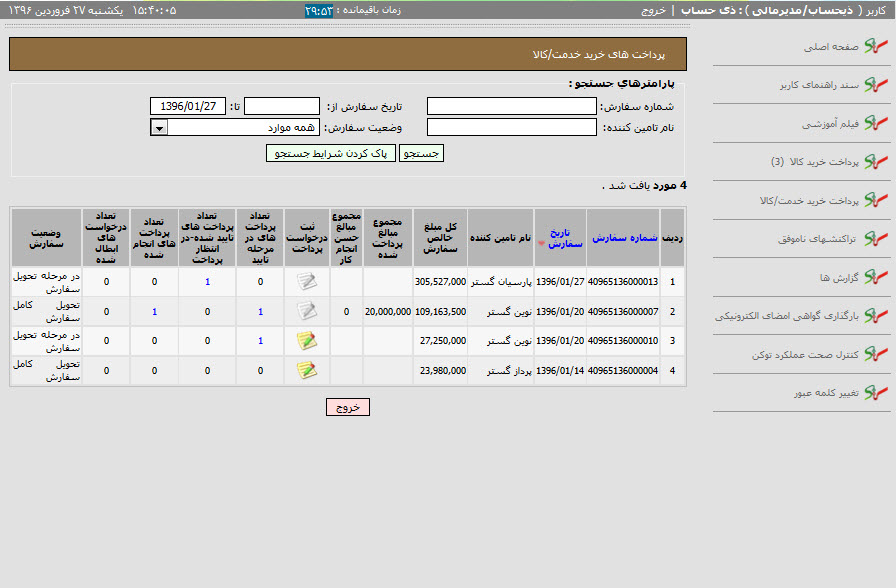 کاربر ( ذیحساب/مدیرمالی ) : ذی حساب | خروج زمان باقیمانده : ۲۹:۵۳ ۱۵:۴۰:۰۵ یکشنبه ۲۷ فروردین ۱۳۹۶
صفحه اصلی
سند راهنمای کاربر
فیلم آموزشی
پرداخت خرید کالا (3)
پرداخت خرید خدمت/کالا
تراکنشهای ناموفق
گزارش ها
بارگذاری گواهی امضای الکترونیکی
کنترل صحت عملکرد توکن
تغییر کلمه عبور
پرداخت های خرید خدمت/کالا
پارامترهاي جستجو :
شماره سفارش: تاریخ سفارش از: تا: 1396/01/27
نام تامین کننده: وضعیت سفارش: همه موارد
جستجو پاک کردن شرایط جستجو
4 مورد یافت شد .
ردیف شماره سفارش تاریخ سفارش نام تامین کننده کل مبلغ خالص سفارش مجموع مبالغ پرداخت شده مجموع مبالغ حسن انجام کار ثبت درخواست پرداخت تعداد پرداخت های در مرحله تایید تعداد پرداخت های تایید شده-در انتظار پرداخت تعداد پرداخت های انجام شده تعداد درخواست های ابطال شده وضعیت سفارش
1 40965136000013 1396/01/27 پارسیان گستر 305,527,000 0 1 0 0 در مرحله تحویل سفارش
2 40965136000007 1396/01/20 نوین گستر 109,163,500 20,000,000 0 1 0 1 0 تحویل کامل سفارش
3 40965136000010 1396/01/20 نوین گستر 27,250,000 1 0 0 0 در مرحله تحویل سفارش
4 40965136000004 1396/01/14 پرداز گستر 23,980,000 0 0 0 0 تحویل کامل سفارش
خروج